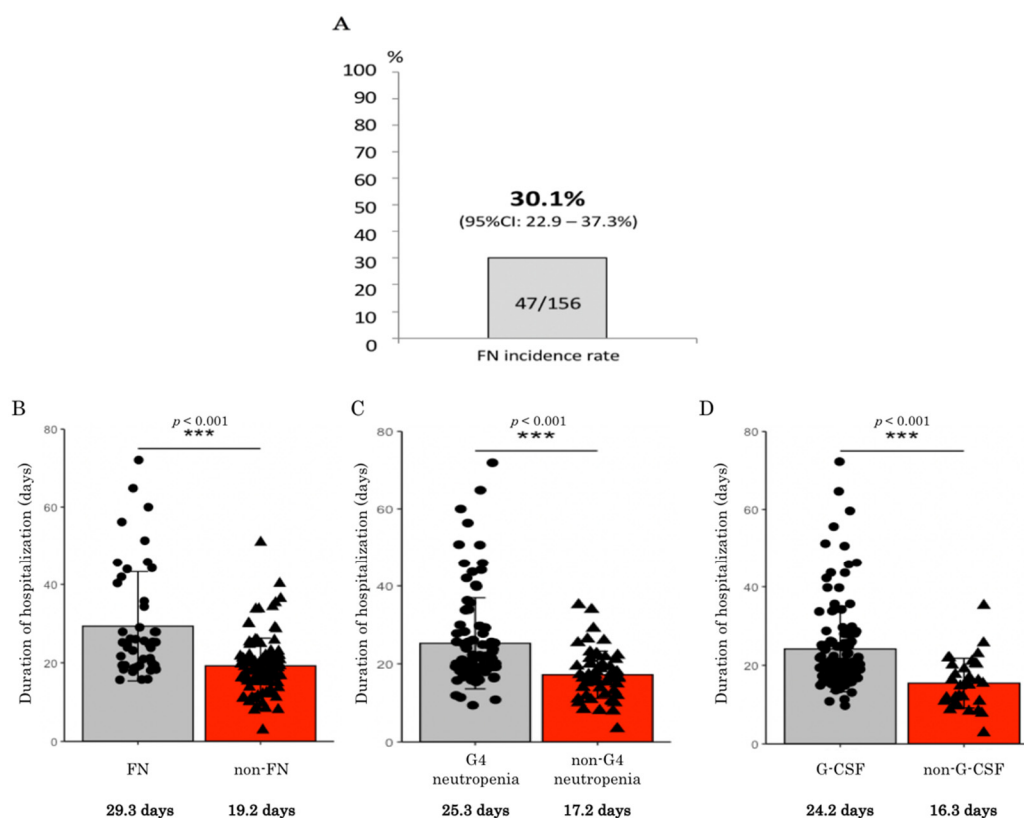 A
%
100
90
80
70
60
50
40
30
20
10
0
30.1%
(95%CI: 22.9 – 37.3%)
47/156
FN incidence rate
B
p < 0.001
***
Duration of hospitalization (days)
80
60
40
20
0
FN
non-FN
29.3 days
19.2 days
C
p < 0.001
***
Duration of hospitalization (days)
80
60
40
20
0
G4
neutropenia
non-G4
neutropenia
25.3 days
17.2 days
D
p < 0.001
***
Duration of hospitalization (days)
80
60
40
20
0
G-CSF
non-G-CSF
24.2 days
16.3 days